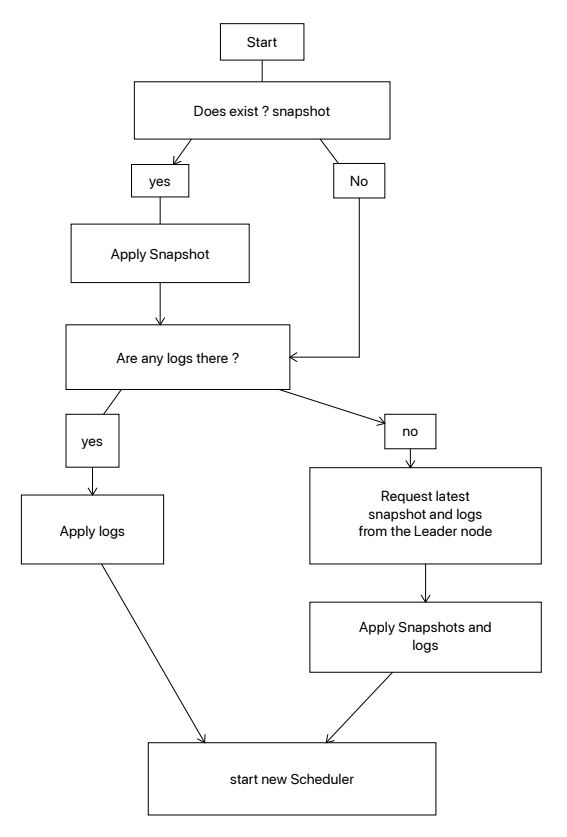 Start
Does exist ? snapshot
yes
No
Apply Snapshot
Are any logs there ?
yes
no
Apply logs
Request latest
snapshot and logs
from the Leader node
Apply Snapshots and
logs
start new Scheduler